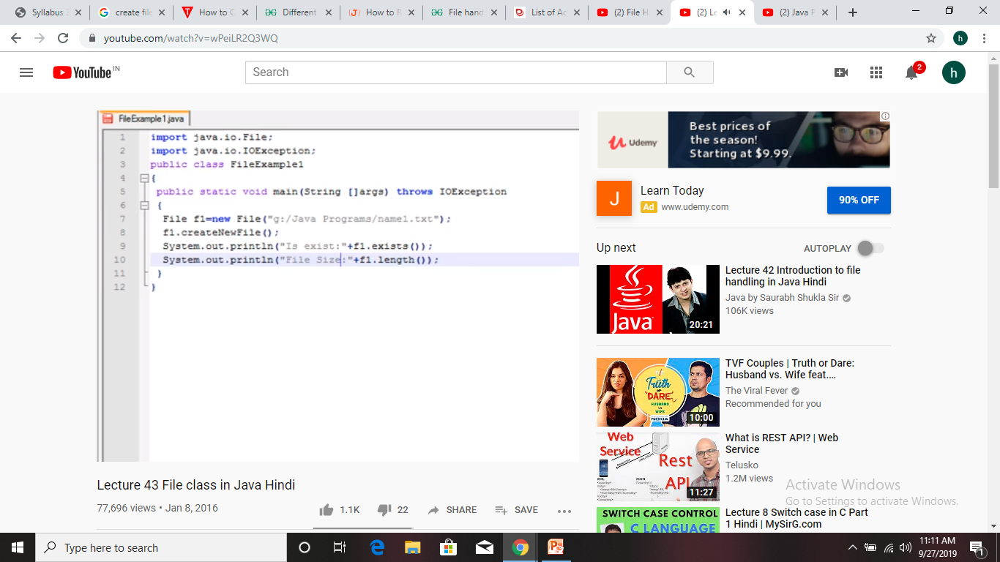 Syllabus
create file
How to C
Different
How to R
File hand
List of Ac
(2) File H
(2) Le
(2) Java P
youtube.com/watch?v=wPeiLR2Q3WQ
h
YouTube IN
Search
2
h
FileExample1.java
1 import java.io.File;
2 import java.io.IOException;
3 public class FileExample1
4 {
5 public static void main(String []args) throws IOException
6 {
7 File f1=new File("g:/Java Programs/name1.txt");
8 f1.createNewFile();
9 System.out.println("Is exist:"+f1.exists());
10 System.out.println("File Size:"+f1.length());
11 }
12 }
Lecture 43 File class in Java Hindi
77,696 views • Jan 8, 2016
1.1K
22
SHARE
SAVE
Udemy
Best prices of
the season!
Starting at $9.99.
J
Learn Today
Ad www.udemy.com
90% OFF
Up next
AUTOPLAY
Java
20:21
Lecture 42 Introduction to file
handling in Java Hindi
Java by Saurabh Shukla Sir
106K views
Truth
or
DARE
HUSBAND
VS
WIFE
NOKIA
10:00
TVF Couples | Truth or Dare:
Husband vs. Wife feat....
The Viral Fever
Recommended for you
Web
Service
Rest
API
XML
JSON
11:27
What is REST API? | Web
Service
Telusko
1.2M views
Activate Windows
Go to Settings to activate Windows.
SWITCH CASE CONTROL
C LANGUAGE
Lecture 8 Switch case in C Part
1 Hindi | MySirG.com
Type here to search
11:11 AM
9/27/2019
1